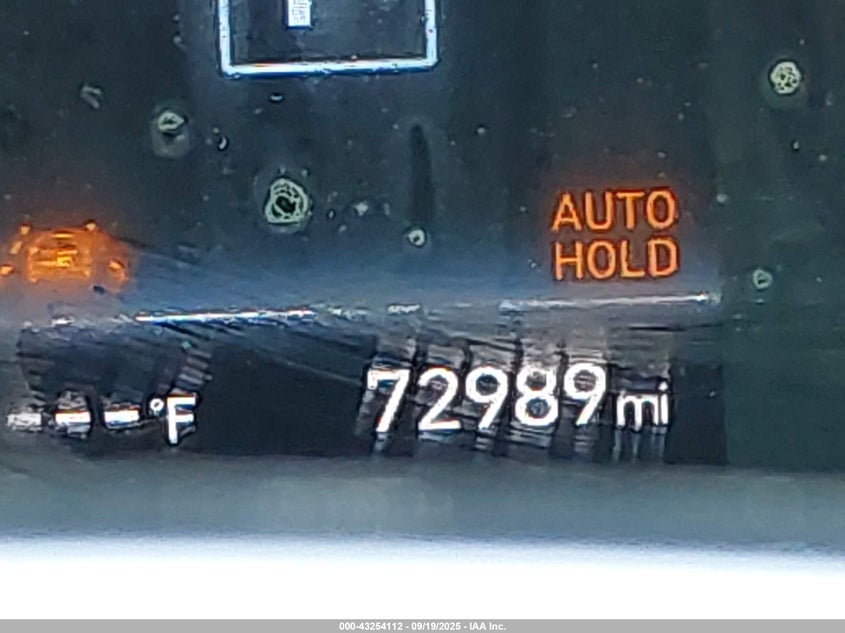 AUTO
HOLD
---°F
72989 mi
000-43254112 - 09/19/2025 - IAA Inc.